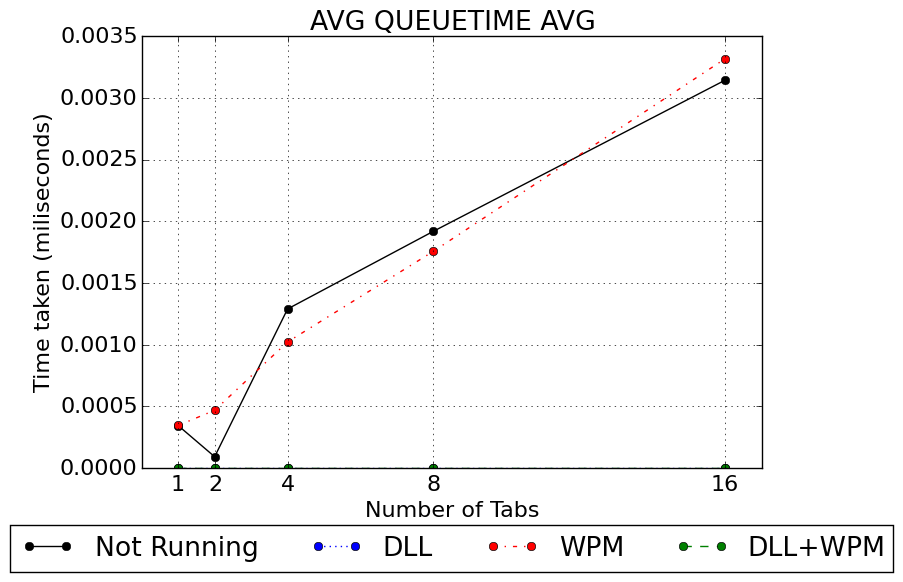 AVG QUEUETIME AVG
0.0035
0.0030
0.0025
0.0020
0.0015
0.0010
0.0005
0.0000
Time taken (miliseconds)
1 2 4 8 16
Number of Tabs
Not Running DLL WPM DLL+WPM